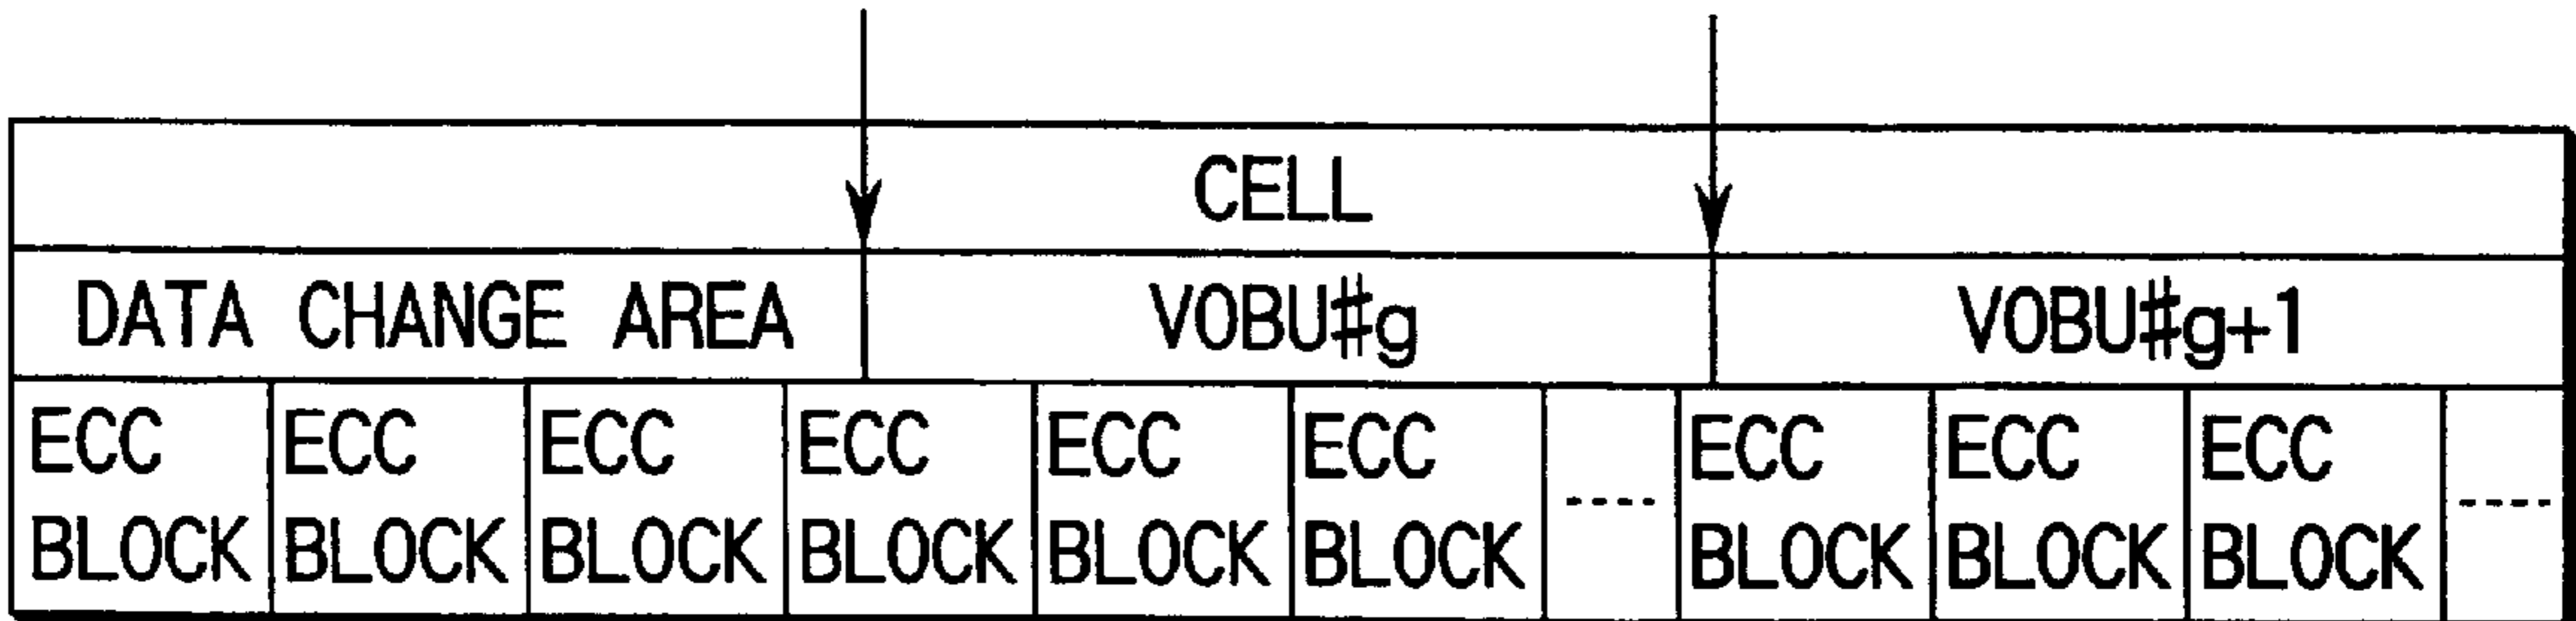 CELL
DATA CHANGE AREA VOBU#g VOBU#g+1
ECC ECC ECC ECC ECC ECC ---- ECC ECC ECC ----
BLOCK BLOCK BLOCK BLOCK BLOCK BLOCK BLOCK BLOCK BLOCK